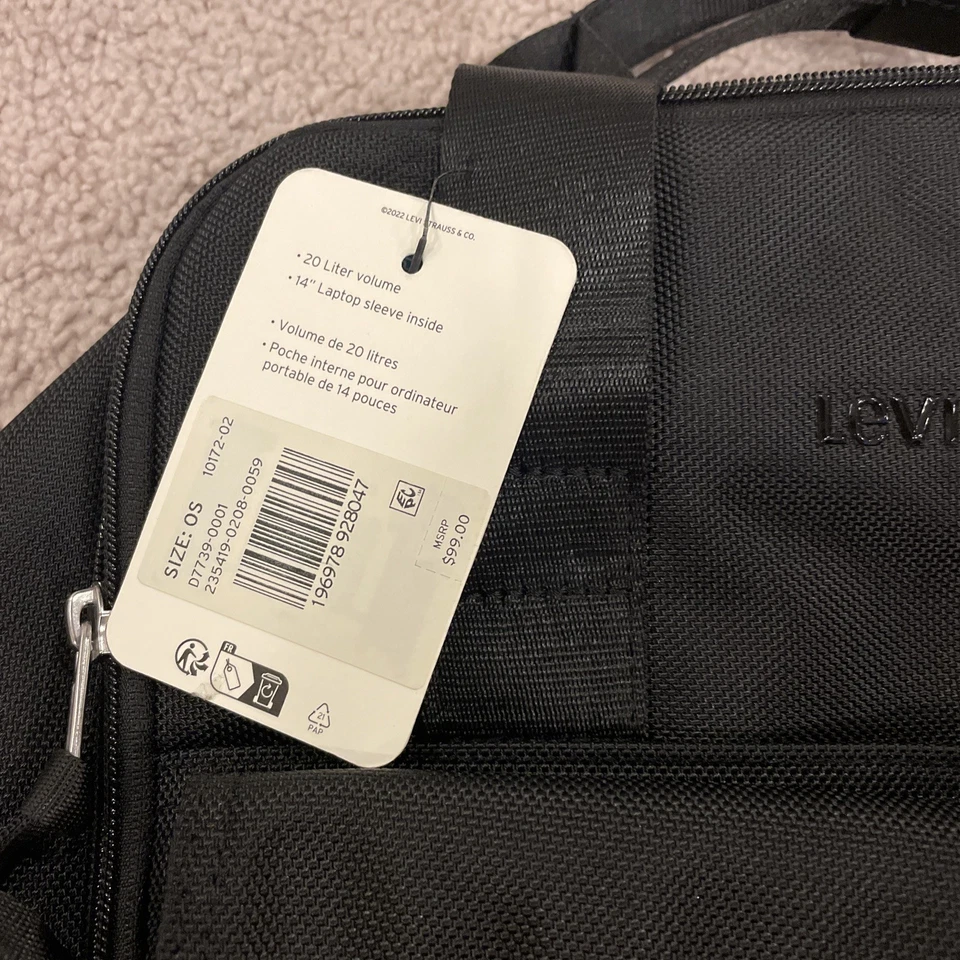 ©2022 LEVI STRAUSS & CO.
• 20 Liter volume
• 14" Laptop sleeve inside
• Volume de 20 litres
• Poche interne pour ordinateur
portable de 14 pouces
SIZE: OS 10172-02
D7739-0001
235419-0208-0059
196978 928047
MSRP
$99.00
FR
21
PAP